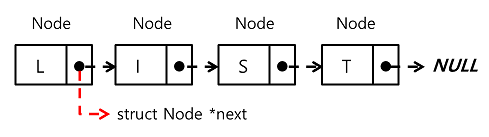 Node Node Node Node
L I S T NULL
struct Node *next